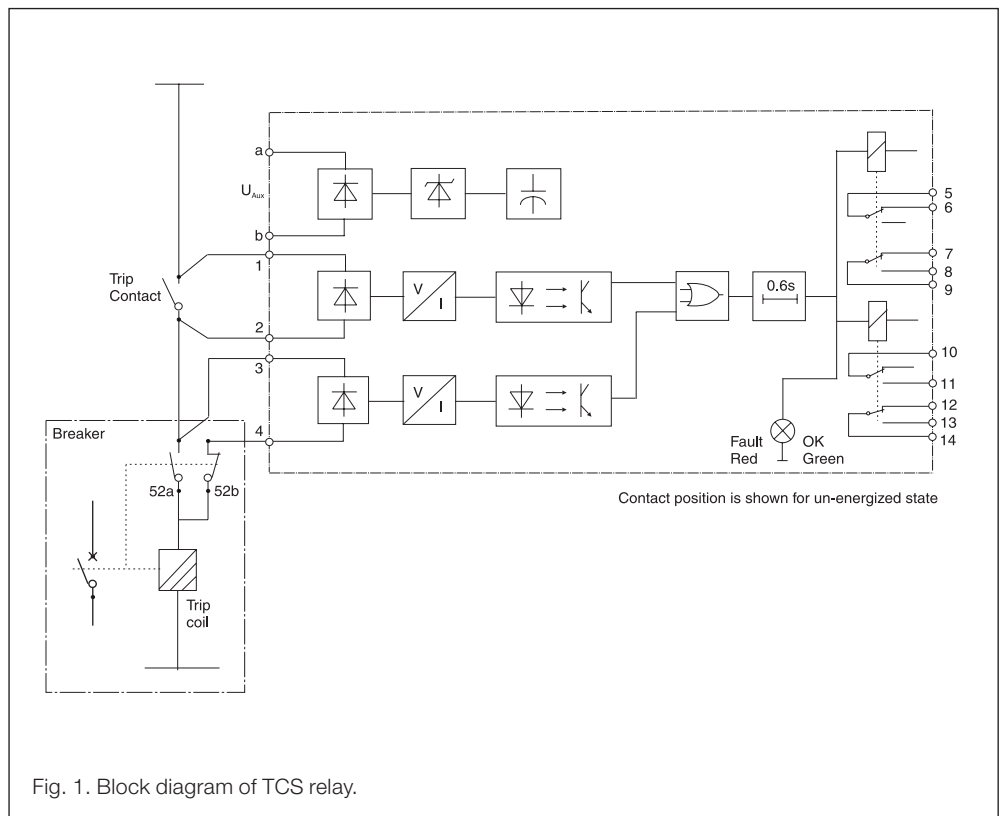 a
U Aux
b
1
Trip
Contact
2
3
4
V
I
V
I
0.6s
5
6
7
8
9
10
11
12
13
14
Fault
Red
OK
Green
Contact position is shown for un-energized state
Breaker
52a
52b
Trip
coil
Fig. 1. Block diagram of TCS relay.